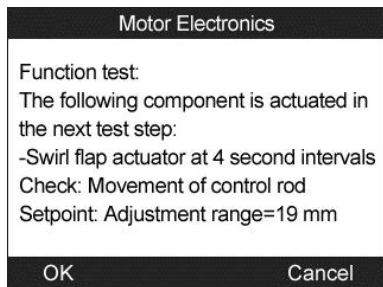 Motor Electronics
Function test:
The following component is actuated in
the next test step:
-Swirl flap actuator at 4 second intervals
Check: Movement of control rod
Setpoint: Adjustment range=19 mm
OK
Cancel